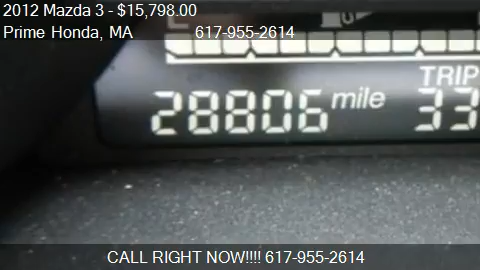 2012 Mazda 3 - $15,798.00
Prime Honda, MA 617-955-2614
TRIP
28806 mile 33
CALL RIGHT NOW!!!! 617-955-2614